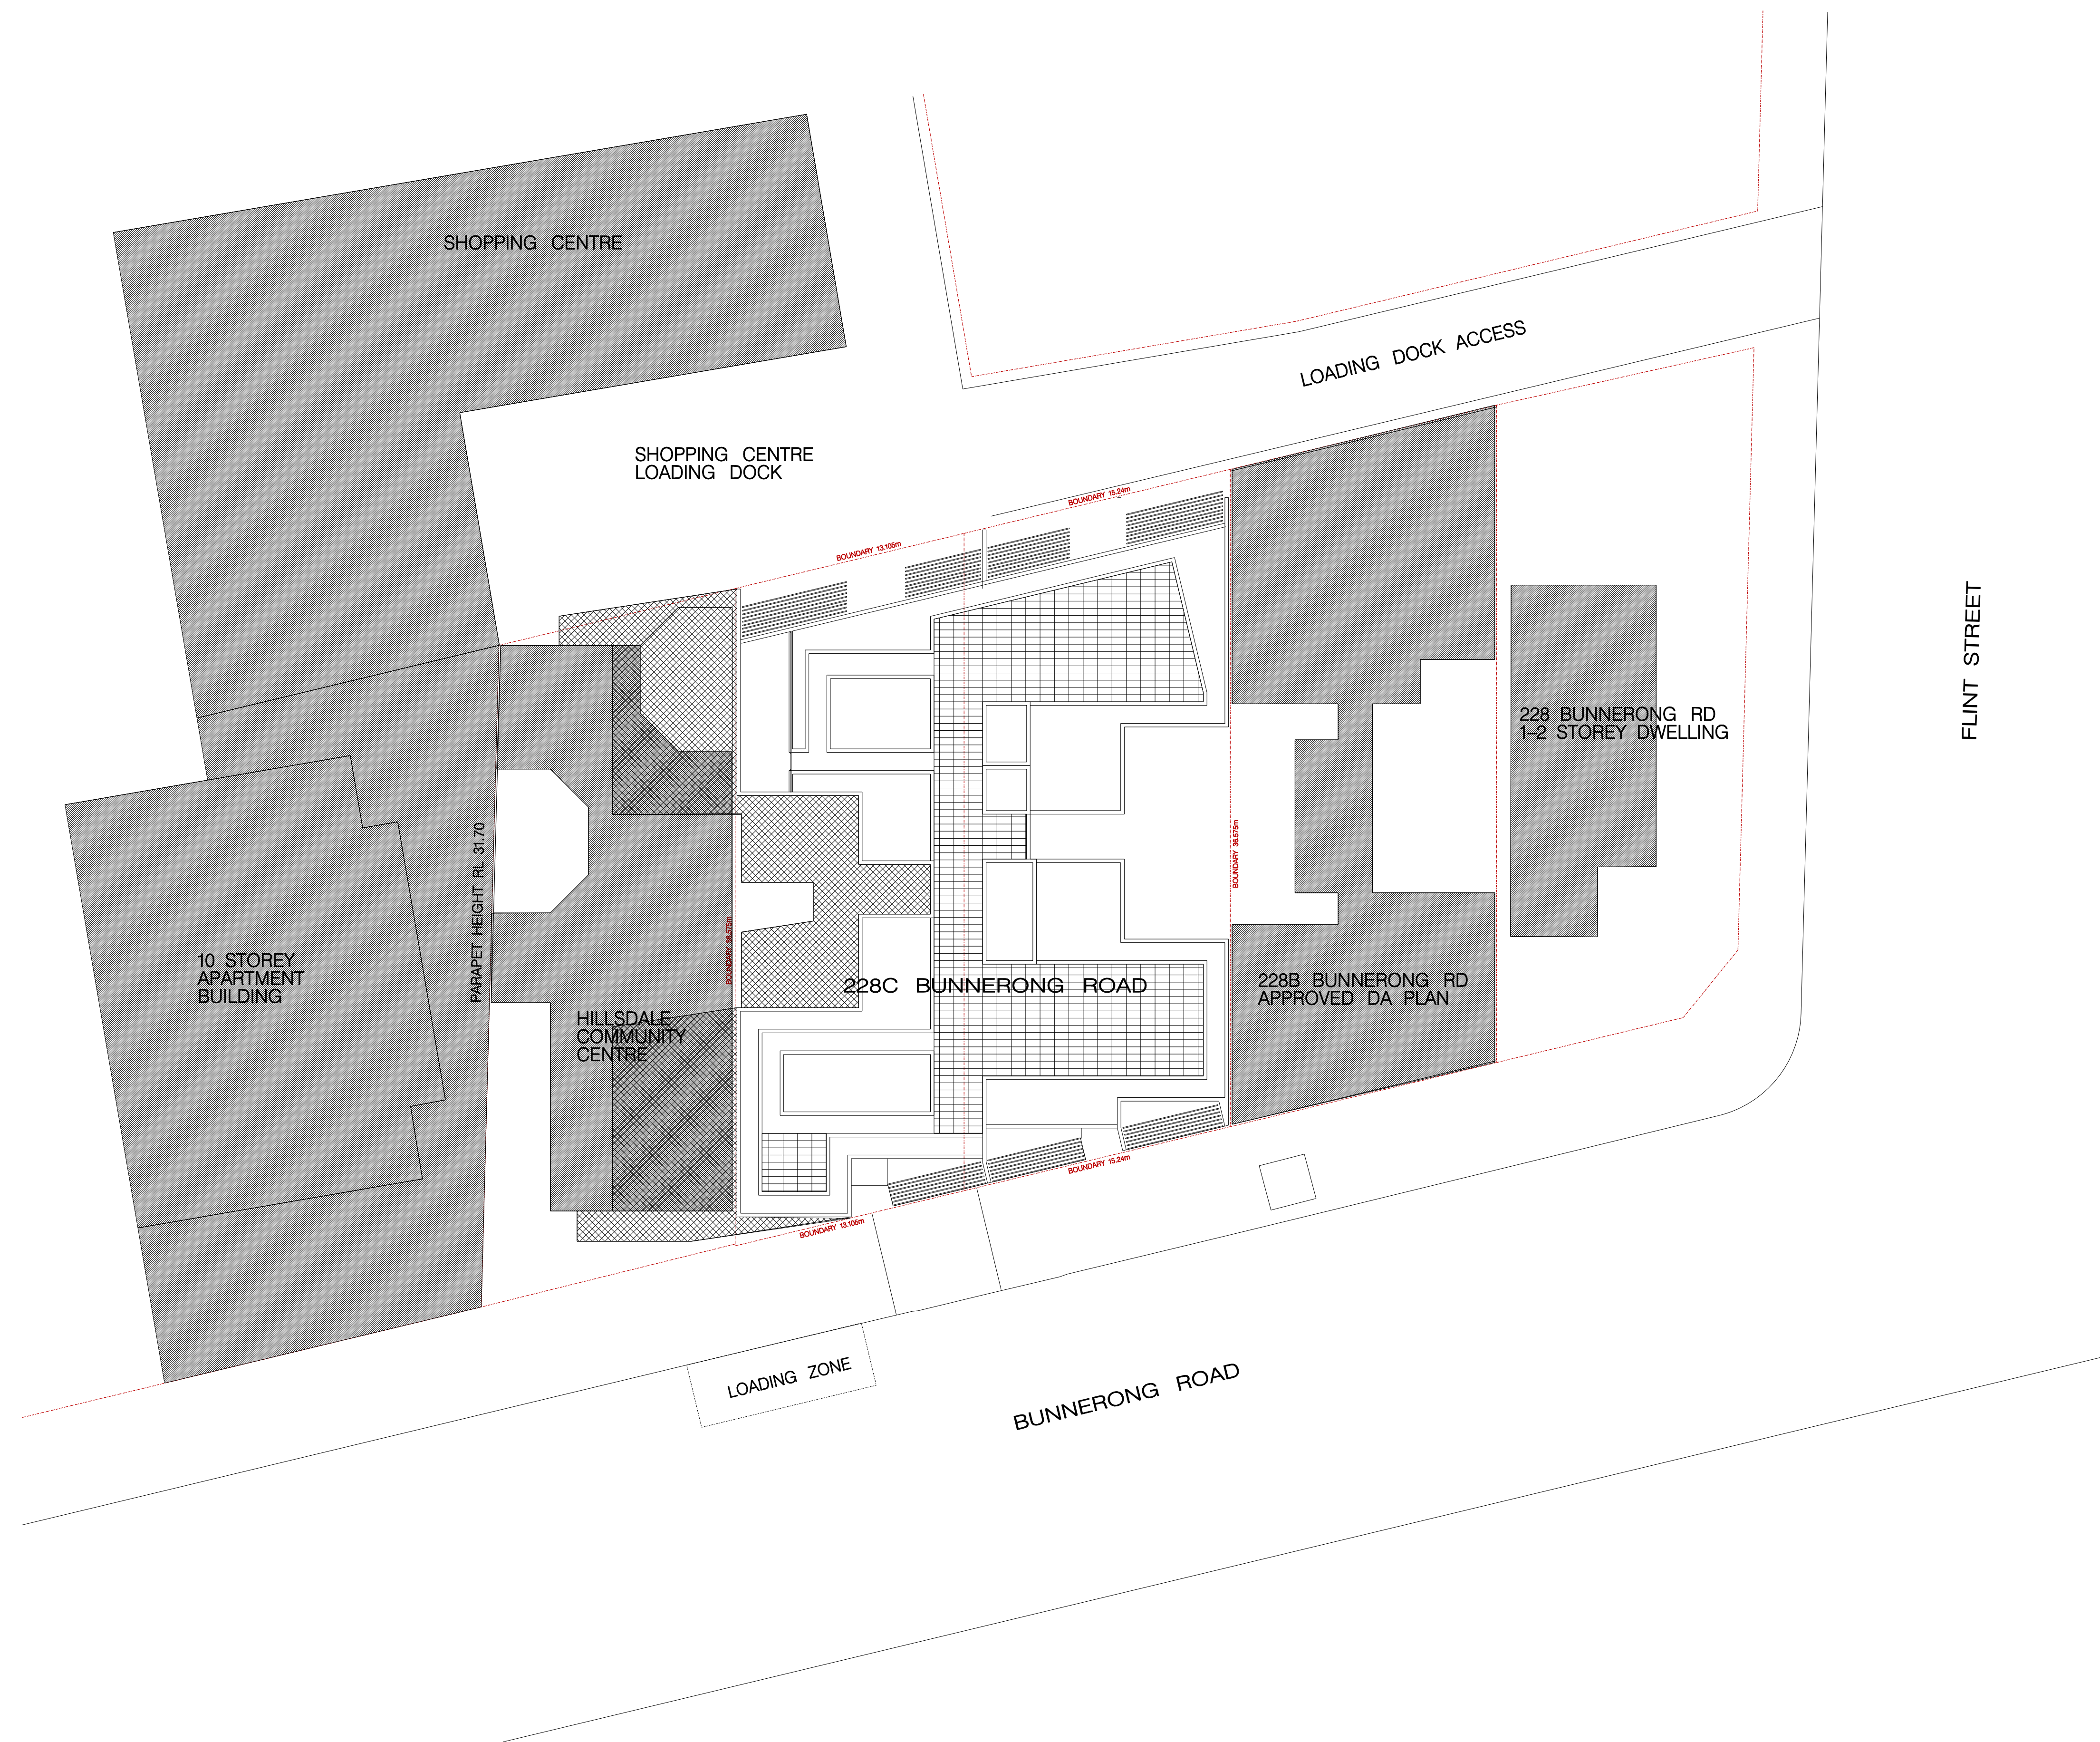 SHOPPING CENTRE
LOADING DOCK ACCESS
SHOPPING CENTRE
LOADING DOCK
BOUNDARY 15.24m
BOUNDARY 13.105m
FLINT STREET
228 BUNNERONG RD
1–2 STOREY DWELLING
PARAPET HEIGHT RL 31.70
BOUNDARY 36.575m
BOUNDARY 36.575m
10 STOREY
APARTMENT
BUILDING
228C BUNNERONG ROAD
228B BUNNERONG RD
APPROVED DA PLAN
HILLSDALE
COMMUNITY
CENTRE
BOUNDARY 15.24m
BOUNDARY 13.105m
LOADING ZONE
BUNNERONG ROAD